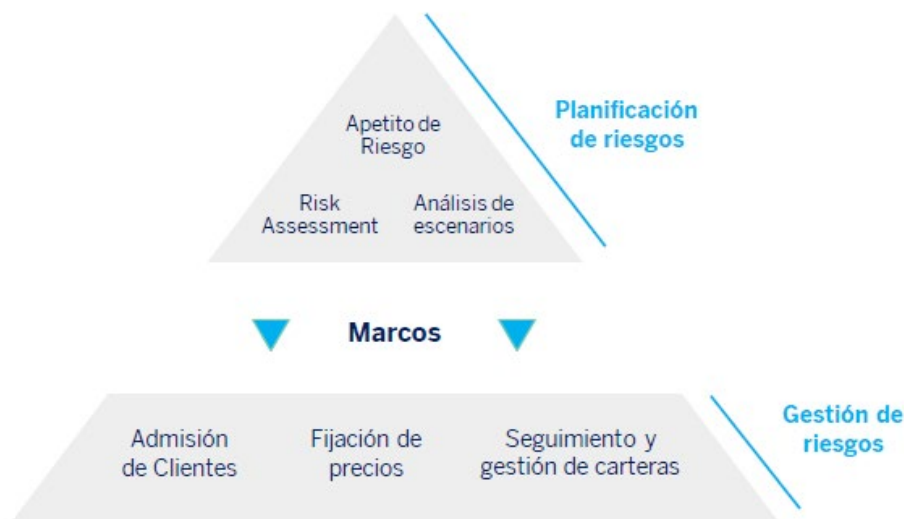 Apetito de
Riesgo
Risk
Assessment
Análisis de
escenarios
Planificación
de riesgos
Marcos
Admisión
de Clientes
Fijación de
precios
Seguimiento y
gestión de carteras
Gestión de
riesgos